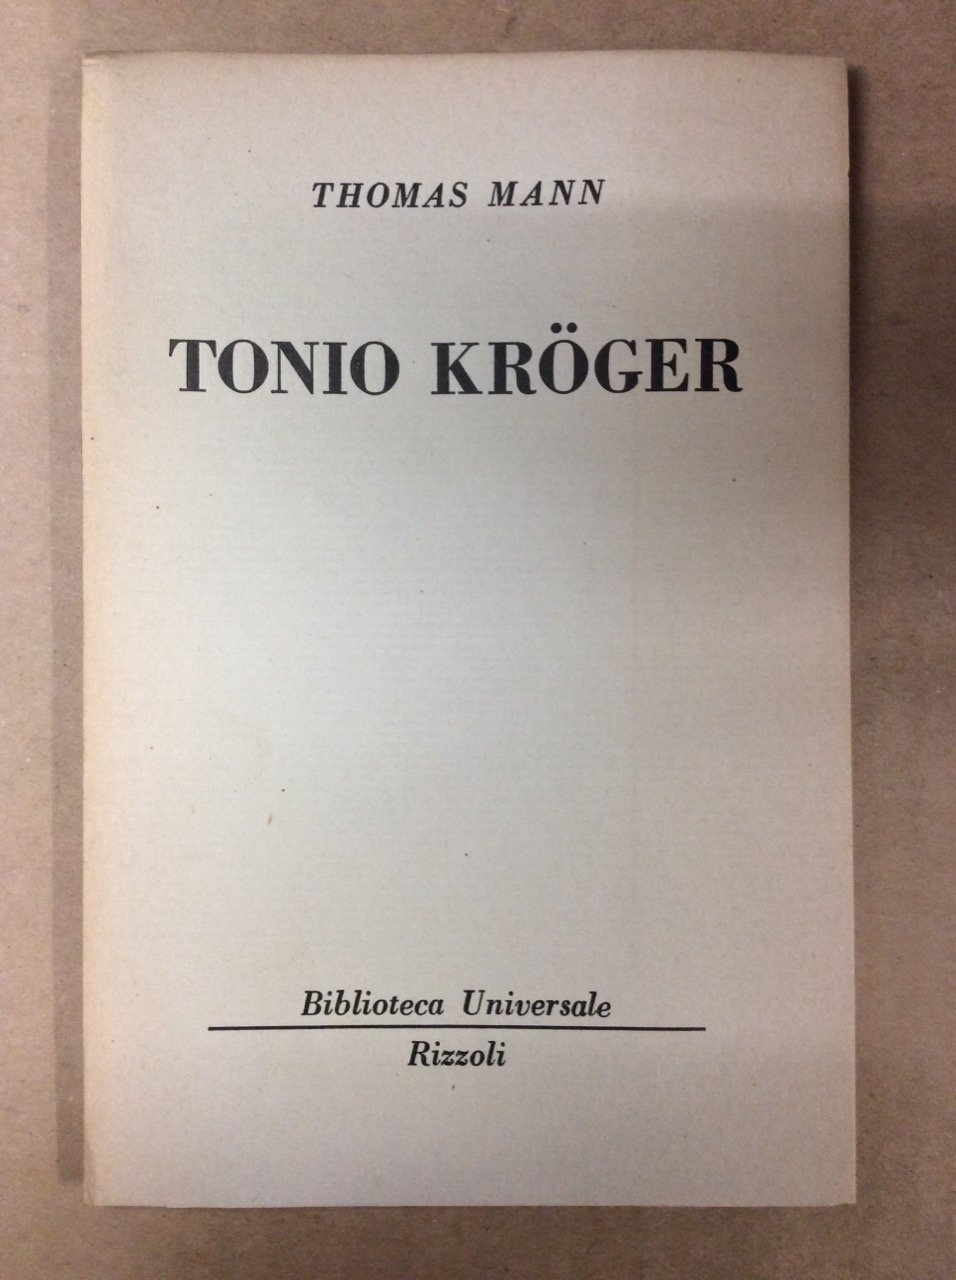 THOMAS MANN
TONIO KRÖGER
Biblioteca Universale
Rizzoli